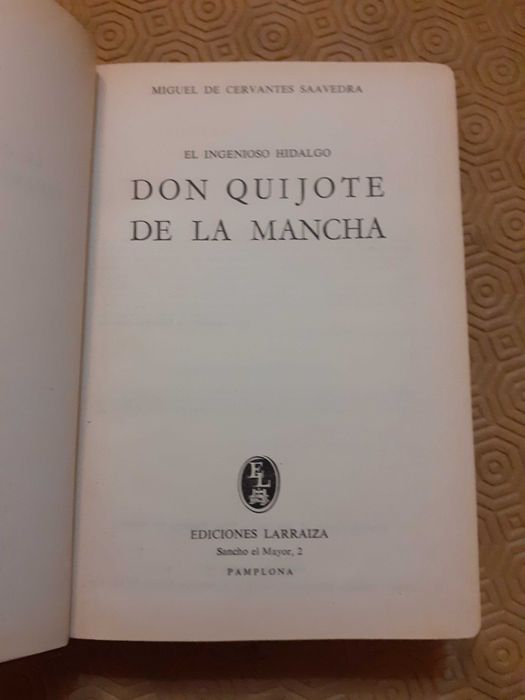 MIGUEL DE CERVANTES SAAVEDRA
EL INGENIOSO HIDALGO
DON QUIJOTE
DE LA MANCHA
EL
EDICIONES LARRAIZA
Sancho el Mayor, 2
PAMPLONA